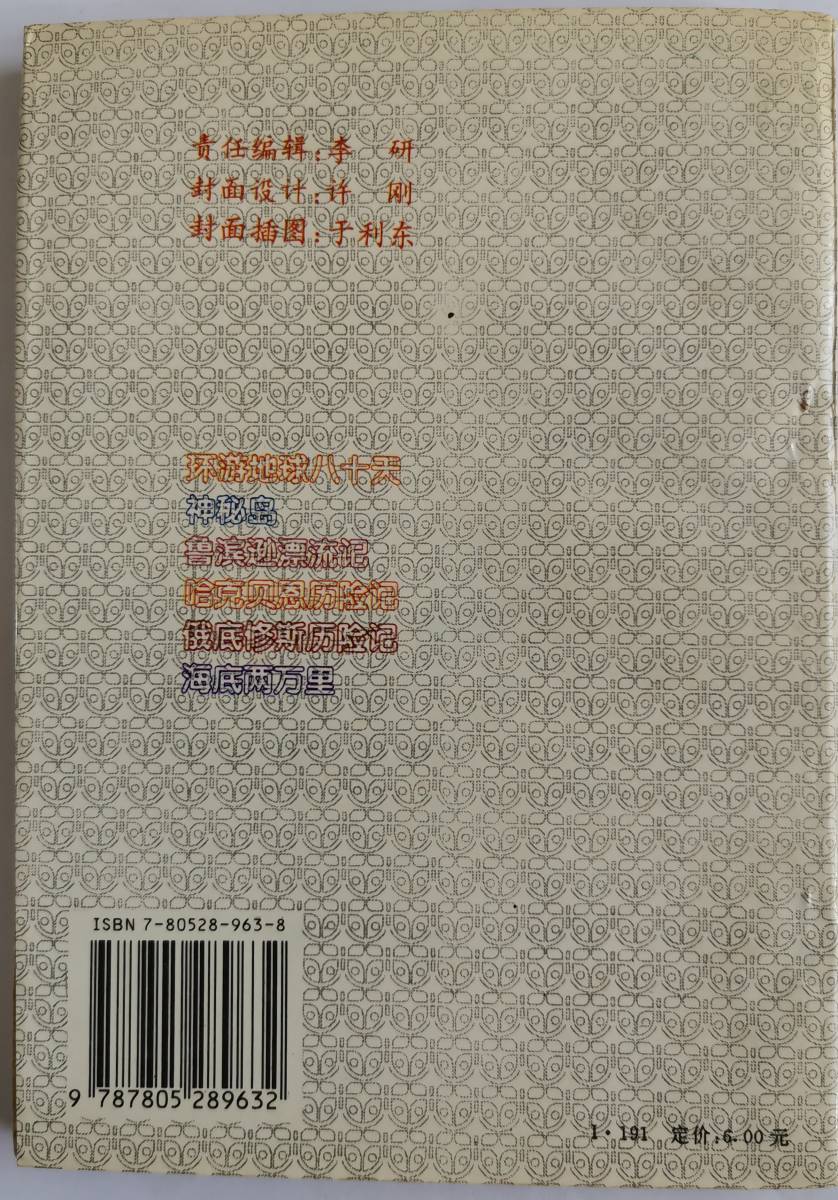 责任编辑:李 研
封面设计:许 刚
封面插图:于利东
环游地球八十天
神秘岛
鲁滨逊漂流记
哈克贝恩历险记
俄底修斯历险记
海底两万里
ISBN 7-80528-963-8
9 787805 289632
I·191 定价:6.00元